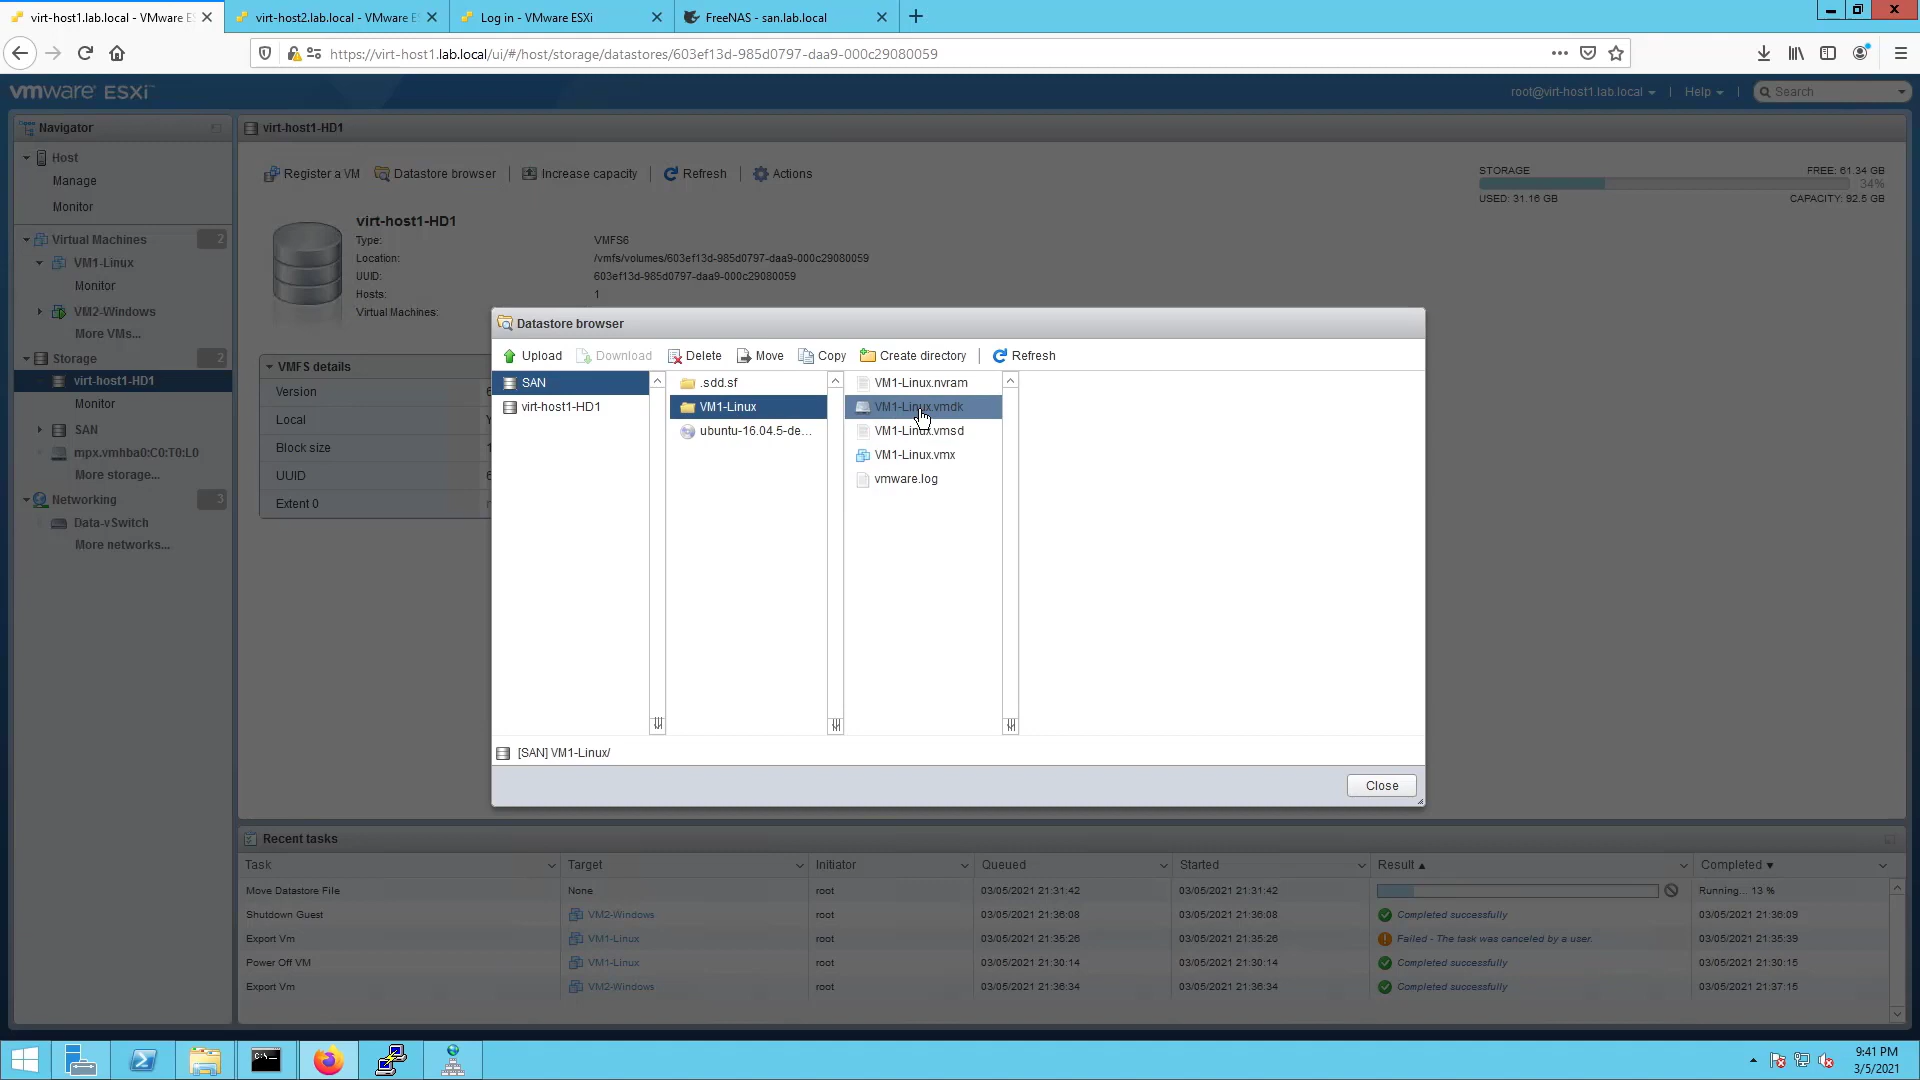 virt-host1.lab.local - VMware ES
virt-host2.lab.local - VMware E
Log in - VMware ESXi
FreeNAS - san.lab.local
https://virt-host1.lab.local/ui/#/host/storage/datastores/603ef13d-985d0797-daa9-000c29080059
vmware ESXi
root@virt-host1.lab.local
Help
Search
Navigator
virt-host1-HD1
Host
Manage
Monitor
Virtual Machines 2
VM1-Linux
Monitor
VM2-Windows
More VMs...
Storage 2
virt-host1-HD1
Monitor
SAN
mpx.vmhba0:C0:T0:L0
More storage...
Networking 3
Data-vSwitch
More networks...
Register a VM
Datastore browser
Increase capacity
Refresh
Actions
STORAGE
FREE: 61.34 GB
34%
USED: 31.16 GB
CAPACITY: 92.5 GB
virt-host1-HD1
Type: VMFS6
Location: /vmfs/volumes/603ef13d-985d0797-daa9-000c29080059
UUID: 603ef13d-985d0797-daa9-000c29080059
Hosts: 1
Virtual Machines:
VMFS details
Version 6
Local Y
Block size 1
UUID 6
Extent 0
Datastore browser
Upload
Download
Delete
Move
Copy
Create directory
Refresh
SAN
virt-host1-HD1
.sdd.sf
VM1-Linux
ubuntu-16.04.5-de...
VM1-Linux.nvram
VM1-Linux.vmdk
VM1-Linux.vmsd
VM1-Linux.vmx
vmware.log
[SAN] VM1-Linux/
Close
Recent tasks
Task Target Initiator Queued Started Result Completed
Move Datastore File None root 03/05/2021 21:31:42 03/05/2021 21:31:42 Running... 13 %
Shutdown Guest VM2-Windows root 03/05/2021 21:36:08 03/05/2021 21:36:08 Completed successfully 03/05/2021 21:36:09
Export Vm VM1-Linux root 03/05/2021 21:35:26 03/05/2021 21:35:26 Failed - The task was canceled by a user. 03/05/2021 21:35:39
Power Off VM VM1-Linux root 03/05/2021 21:30:14 03/05/2021 21:30:14 Completed successfully 03/05/2021 21:30:15
Export Vm VM2-Windows root 03/05/2021 21:36:34 03/05/2021 21:36:34 Completed successfully 03/05/2021 21:37:15
9:41 PM
3/5/2021